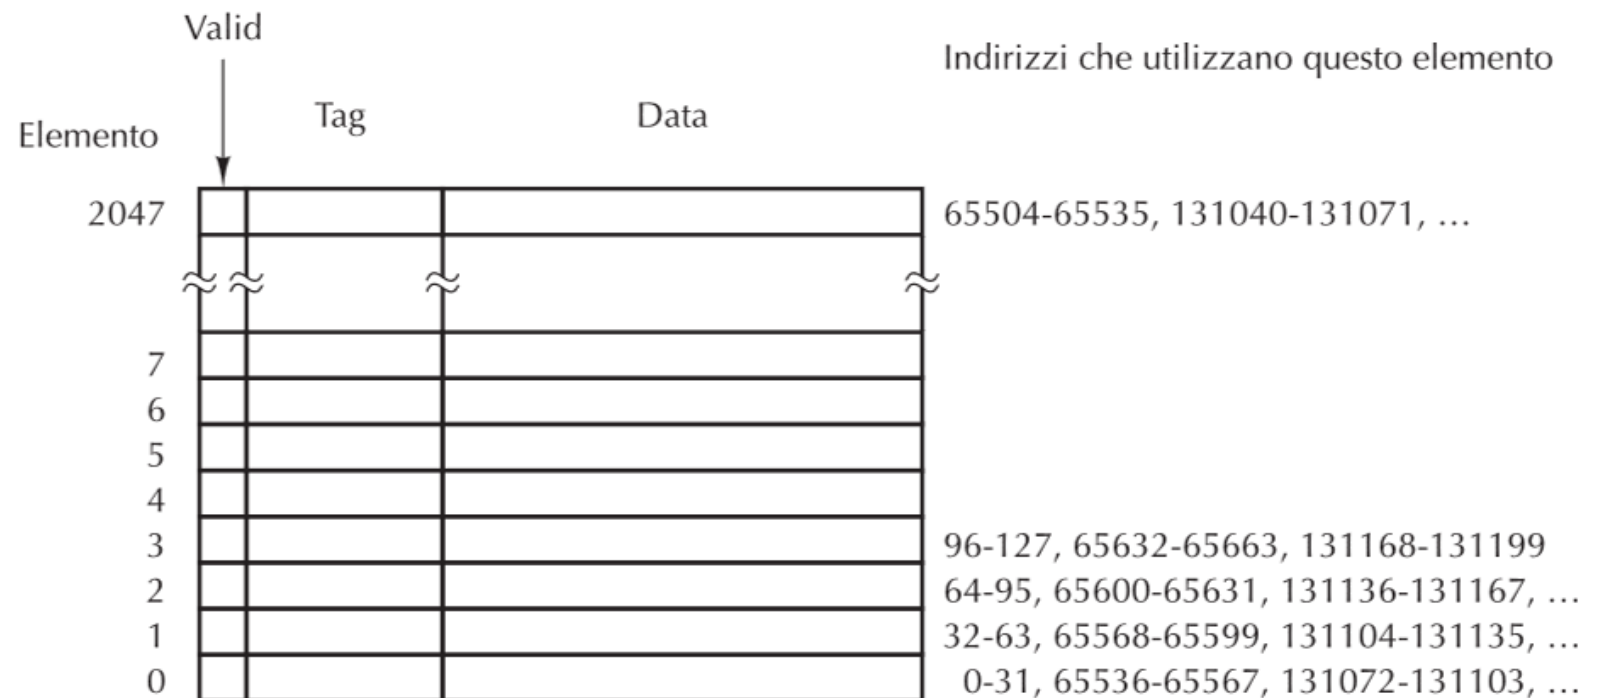 Valid
Indirizzi che utilizzano questo elemento
Tag
Data
Elemento
2047 65504-65535, 131040-131071, ...
7
6
5
4
3 96-127, 65632-65663, 131168-131199
2 64-95, 65600-65631, 131136-131167, ...
1 32-63, 65568-65599, 131104-131135, ...
0 0-31, 65536-65567, 131072-131103, ...